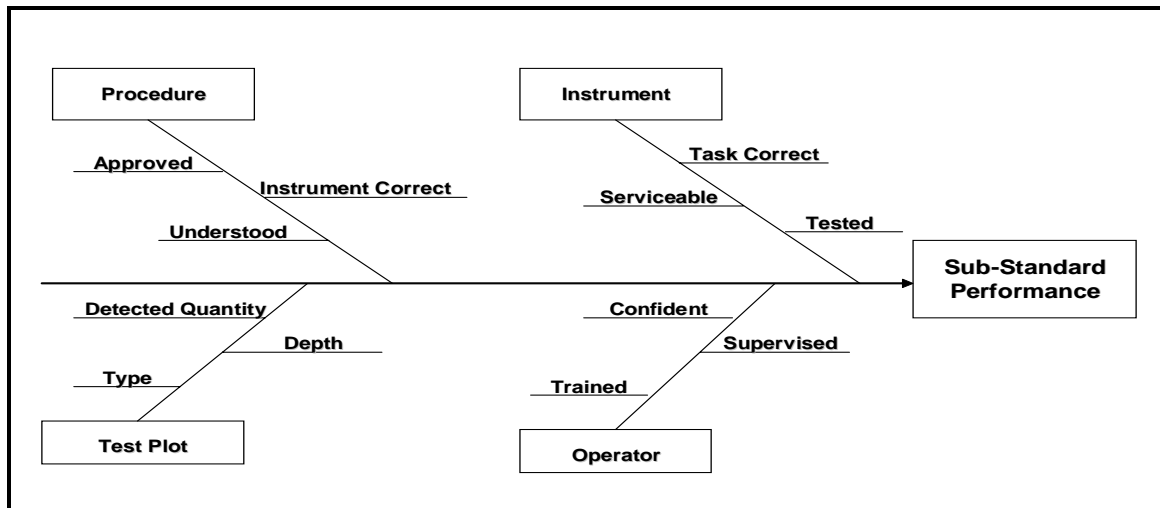 Procedure
Instrument
Approved
Task Correct
Instrument Correct
Serviceable
Understood
Tested
Sub-Standard
Performance
Detected Quantity
Confident
Depth
Supervised
Type
Trained
Test Plot
Operator